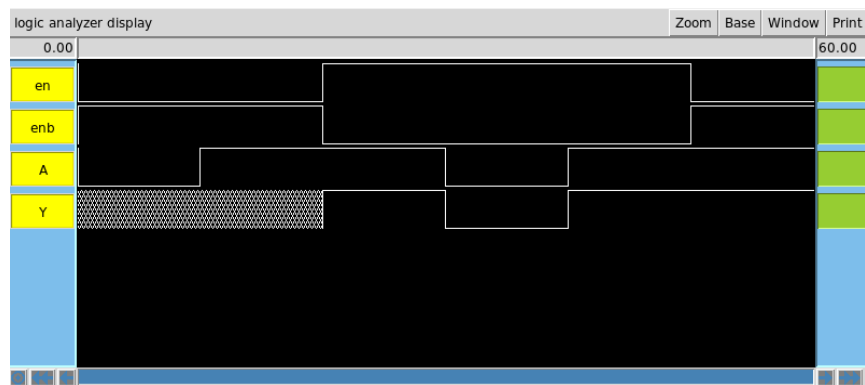 logic analyzer display Zoom Base Window Print
0.00 60.00
en
enb
A
Y